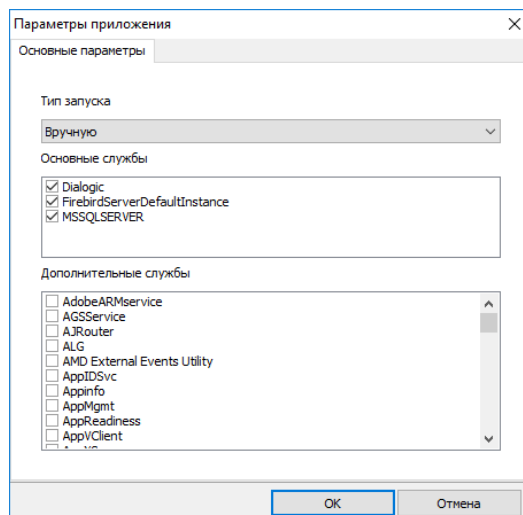 Параметры приложения
Основные параметры
Тип запуска
Вручную
Основные службы
Dialogic
FirebirdServerDefaultInstance
MSSQLSERVER
Дополнительные службы
AdobeARMservice
AGSService
AJRouter
ALG
AMD External Events Utility
AppIDSvc
Appinfo
AppMgmt
AppReadiness
AppVClient
OK
Отмена